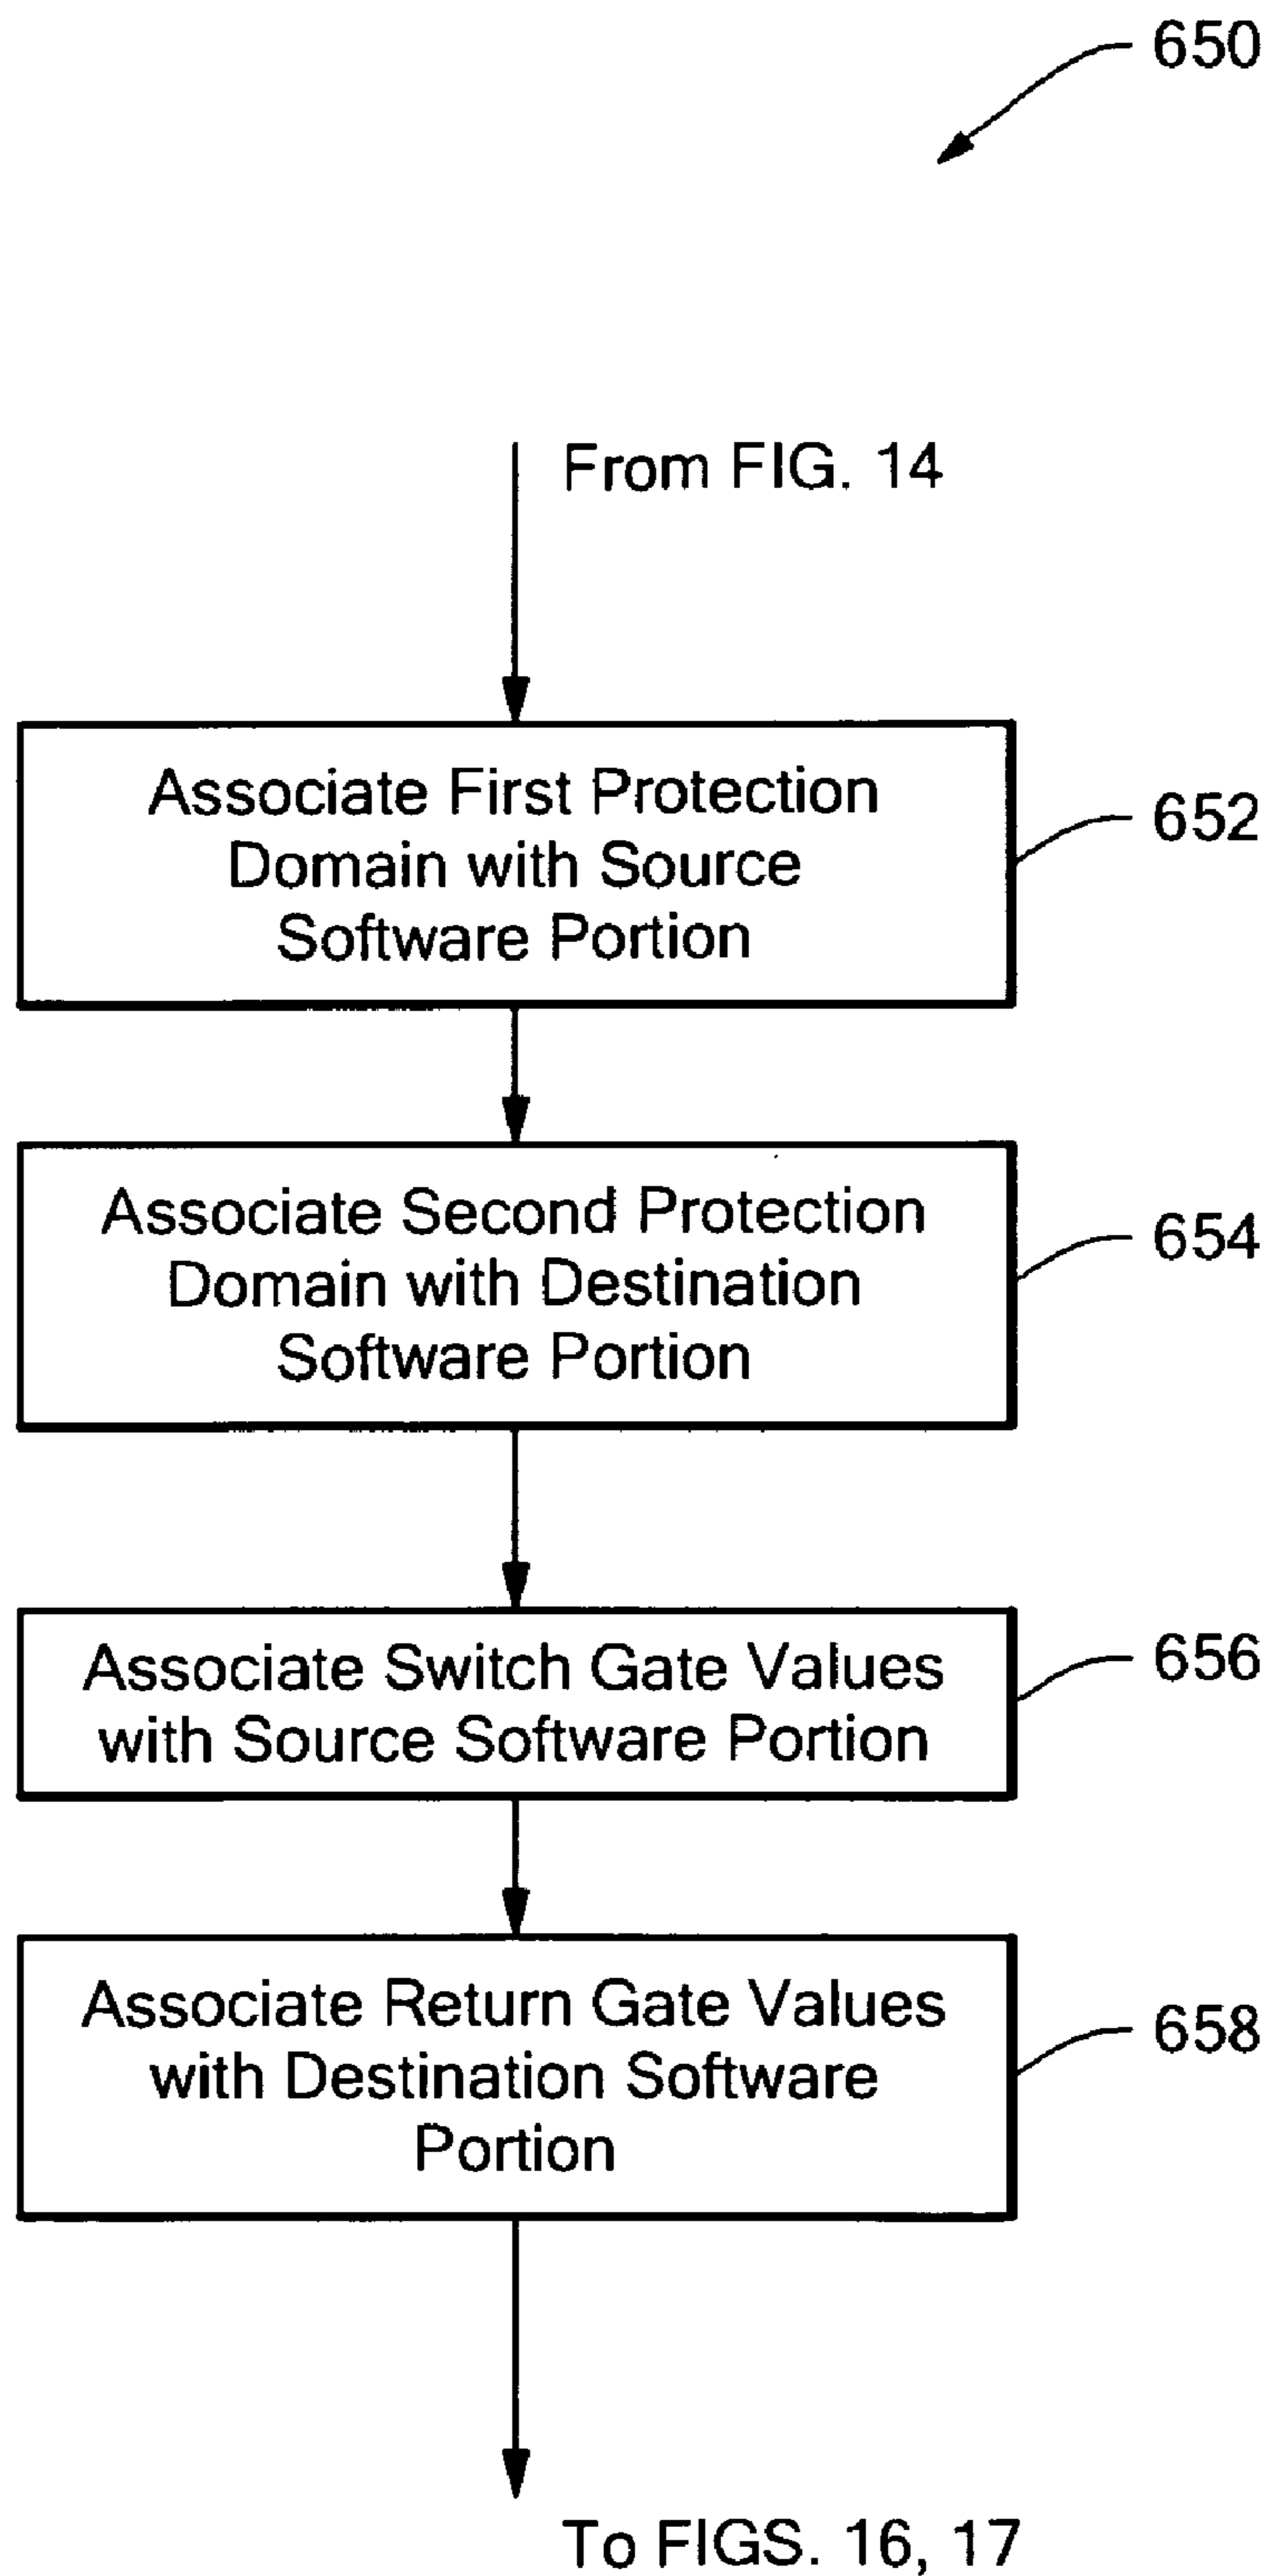 650
From FIG. 14
Associate First Protection
Domain with Source
Software Portion
652
Associate Second Protection
Domain with Destination
Software Portion
654
Associate Switch Gate Values
with Source Software Portion
656
Associate Return Gate Values
with Destination Software
Portion
658
To FIGS. 16, 17